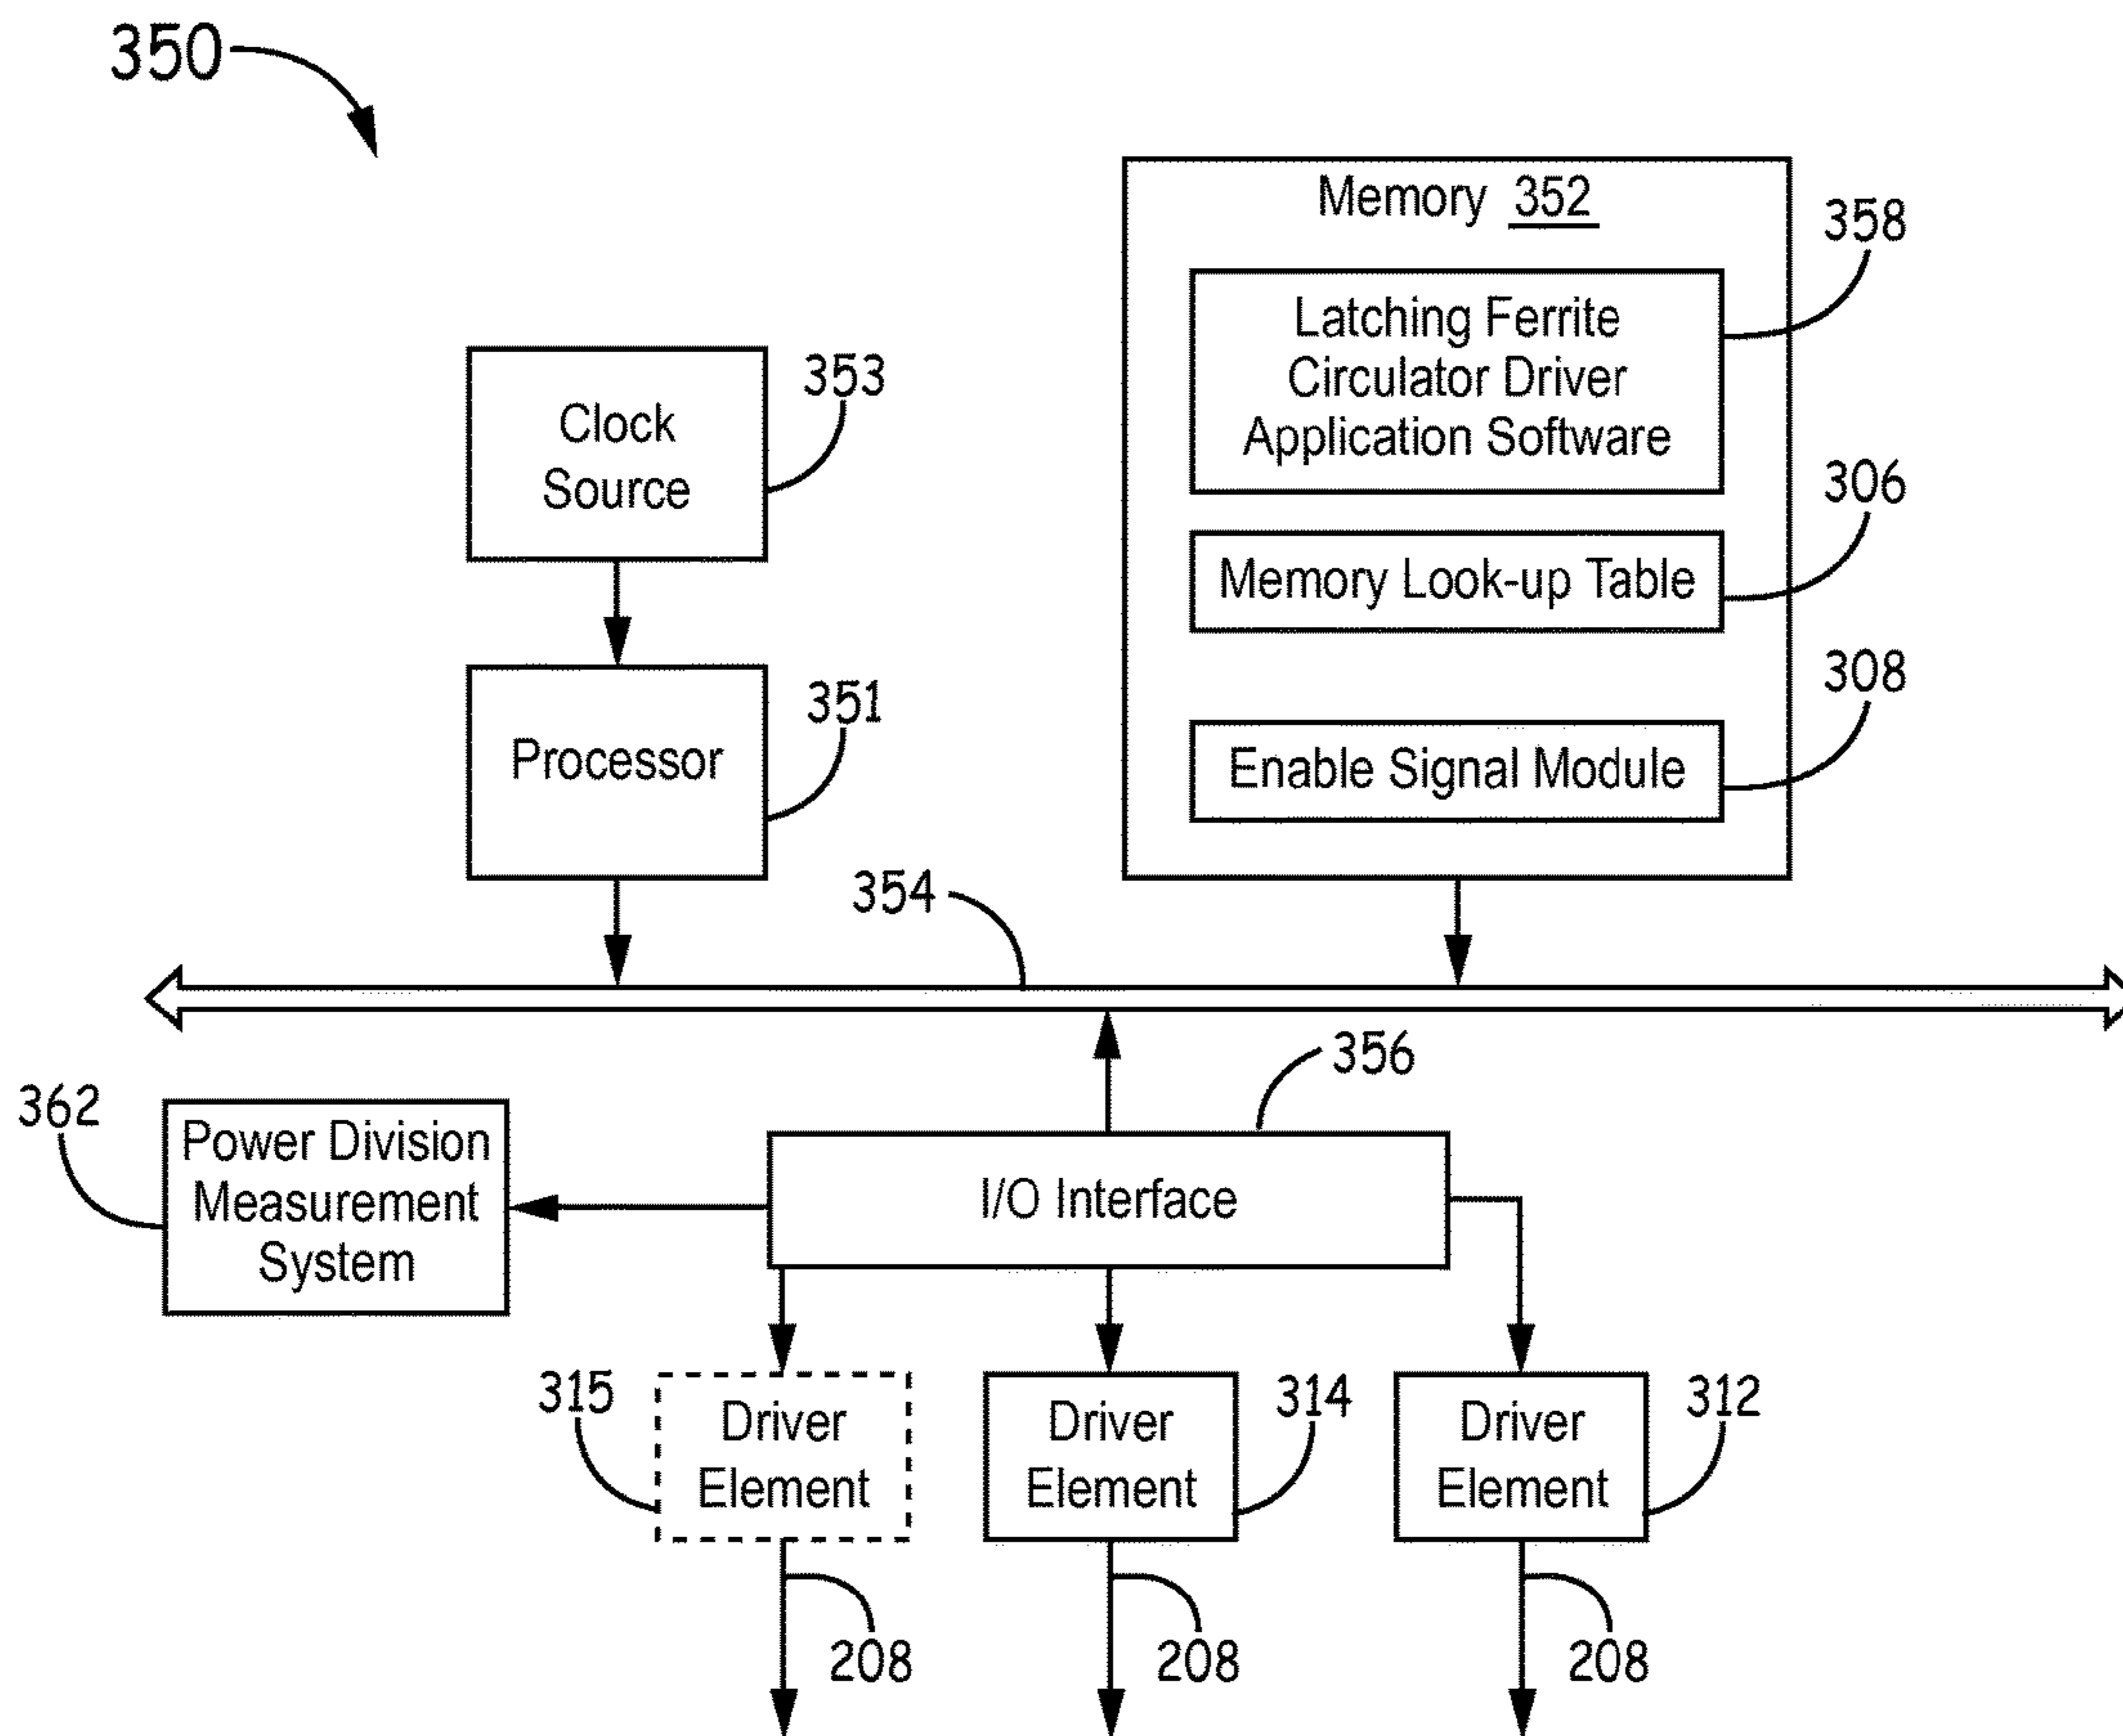 350
Memory 352
358
Latching Ferrite
Circulator Driver
Application Software
353
Clock
Source
306
Memory Look-up Table
308
351
Processor
Enable Signal Module
354
356
362
Power Division
Measurement
System
I/O Interface
315
Driver
Element
314
Driver
Element
312
Driver
Element
208
208
208